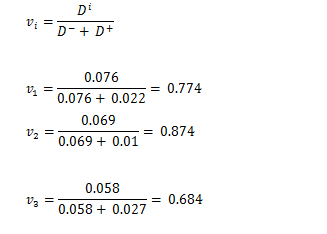 v_i = D^i / (D^- + D^+)
v_1 = 0.076 / (0.076 + 0.022) = 0.774
v_2 = 0.069 / (0.069 + 0.01) = 0.874
v_3 = 0.058 / (0.058 + 0.027) = 0.684